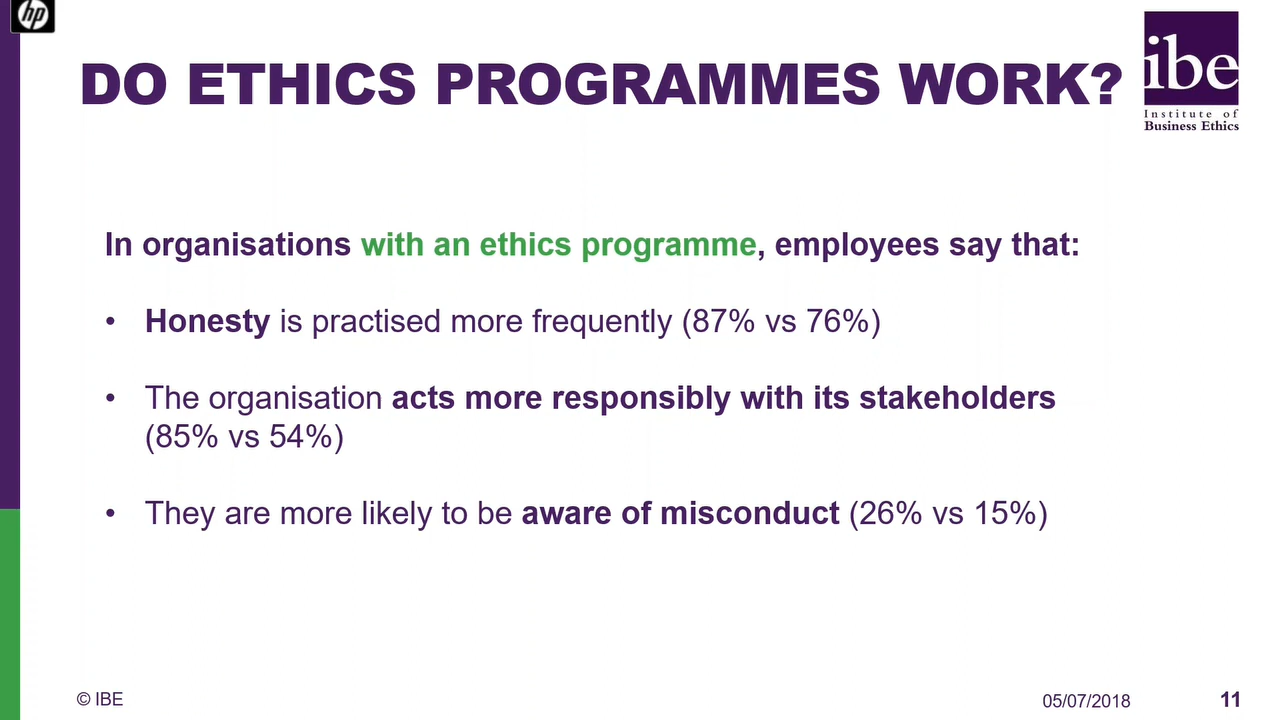 hp
DO ETHICS PROGRAMMES WORK?
ibe
Institute of
Business Ethics
In organisations with an ethics programme, employees say that:
• Honesty is practised more frequently (87% vs 76%)
• The organisation acts more responsibly with its stakeholders
(85% vs 54%)
• They are more likely to be aware of misconduct (26% vs 15%)
© IBE
05/07/2018
11